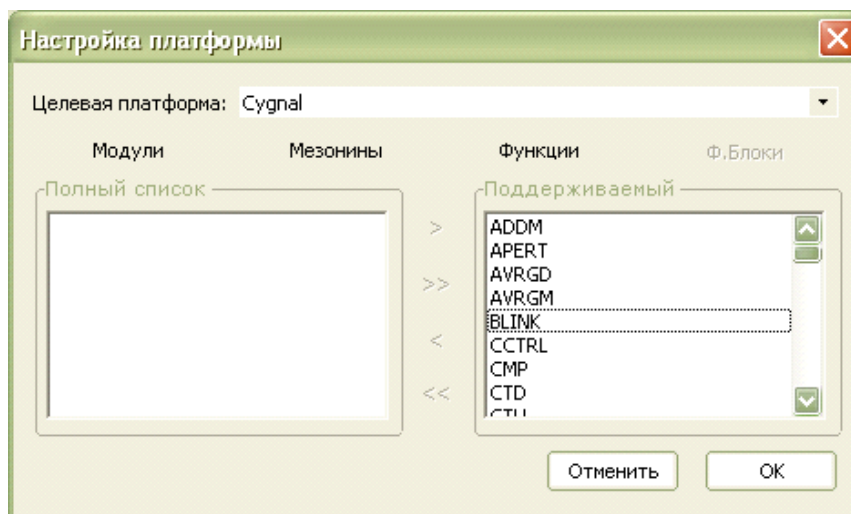 Настройка платформы
Целевая платформа: Cygnal
Модули Мезонины Функции Ф.Блоки
Полный список Поддерживаемый
ADDM
>
APERT
AVRGD
>>
AVRGM
BLINK
<
CCTRL
CMP
<<
CTD
CTU
Отменить OK